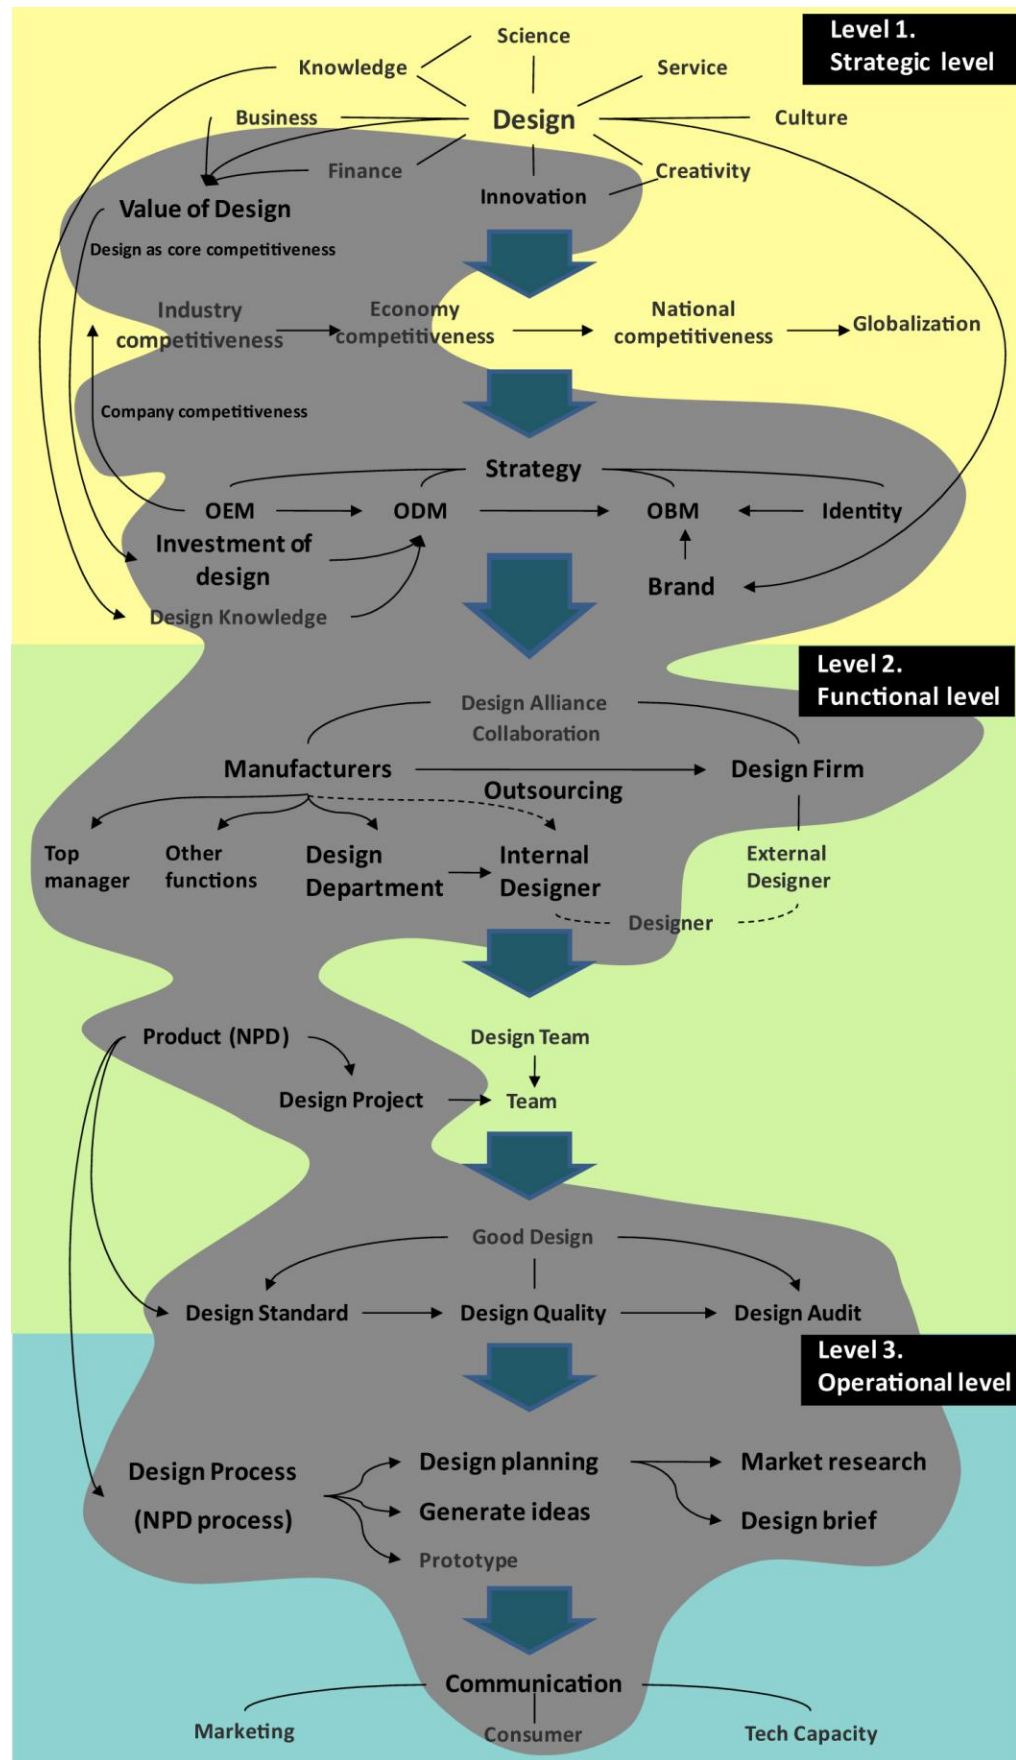 Level 1.
Strategic level
Science
Knowledge
Service
Business
Design
Culture
Finance
Creativity
Innovation
Value of Design
Design as core competitiveness
Industry
competitiveness
Economy
competitiveness
National
competitiveness
Globalization
Company competitiveness
Strategy
OEM
ODM
OBM
Identity
Investment of
design
Brand
Design Knowledge
Level 2.
Functional level
Design Alliance
Collaboration
Manufacturers
Outsourcing
Design Firm
Top
manager
Other
functions
Design
Department
Internal
Designer
External
Designer
Designer
Product (NPD)
Design Team
Design Project
Team
Good Design
Design Standard
Design Quality
Design Audit
Level 3.
Operational level
Design Process
(NPD process)
Design planning
Generate ideas
Prototype
Market research
Design brief
Communication
Marketing
Consumer
Tech Capacity